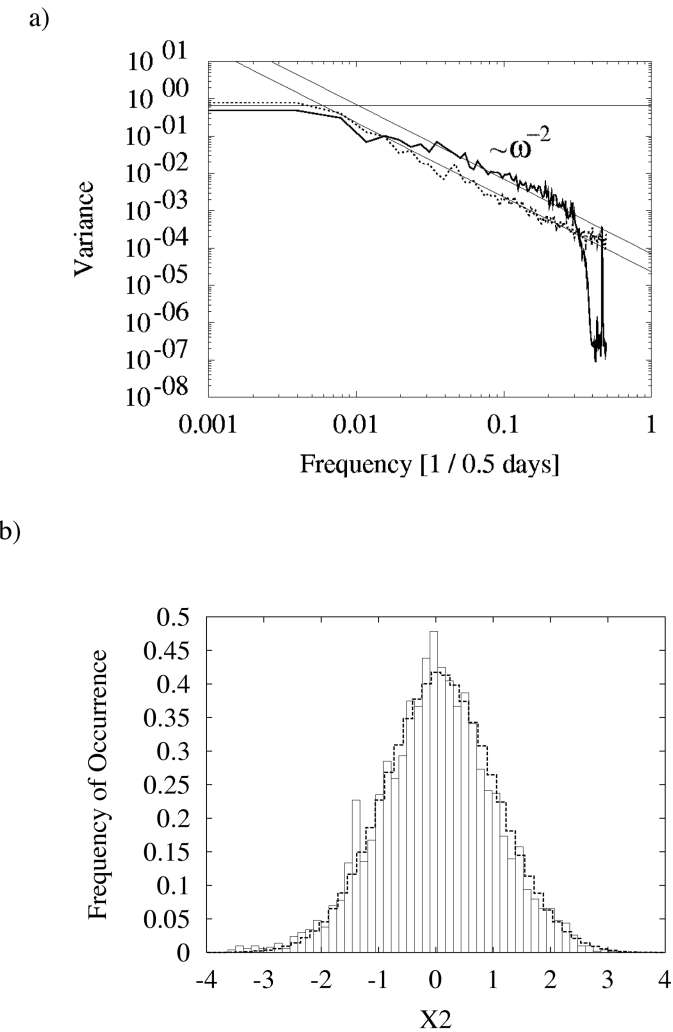 a)
10 01
10 00
10 -01
10 -02
10 -03
10 -04
10 -05
10 -06
10 -07
10 -08
Variance
~ω-2
0.001 0.01 0.1 1
Frequency [1 / 0.5 days]
b)
0.5
0.45
0.4
0.35
0.3
0.25
0.2
0.15
0.1
0.05
0
Frequency of Occurrence
-4 -3 -2 -1 0 1 2 3 4
X2